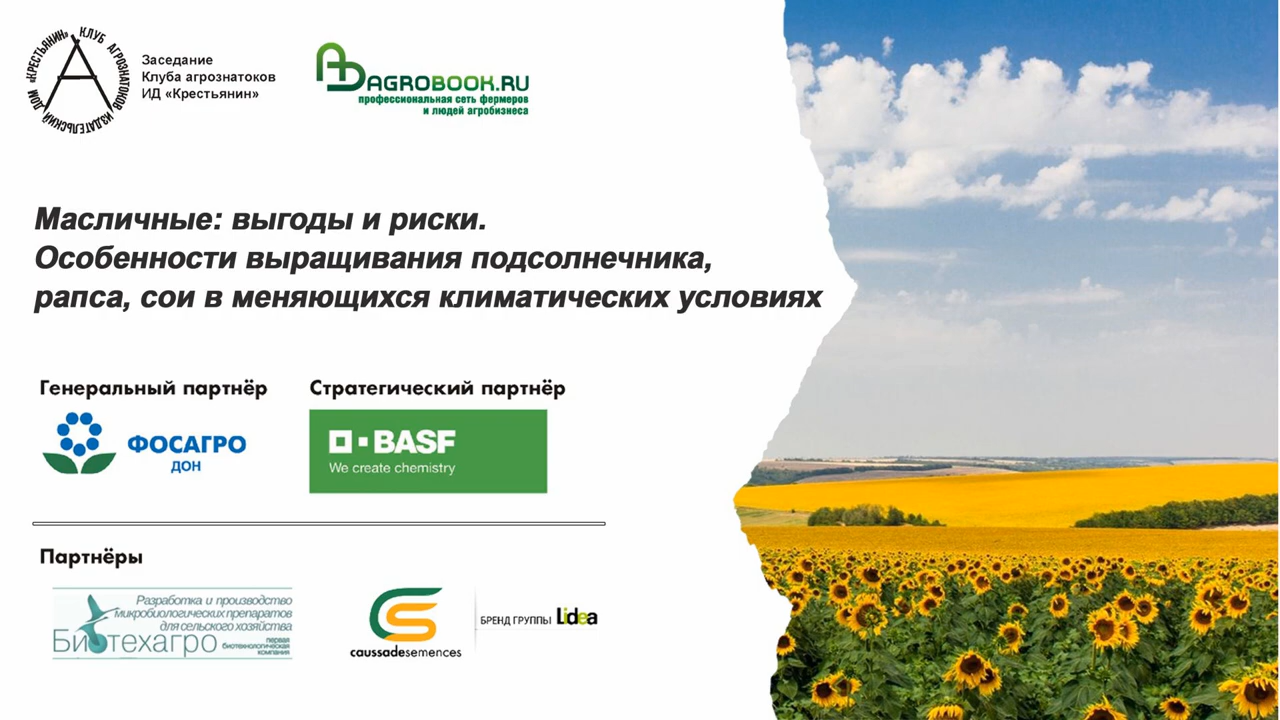 КЛУБ АГРОЗНАТОКОВ ИЗДАТЕЛЬСКИЙ ДОМ «КРЕСТЬЯНИН»
Заседание
Клуба агрознатоков
ИД «Крестьянин»
AGROBOOK.RU
профессиональная сеть фермеров
и людей агробизнеса
Масличные: выгоды и риски.
Особенности выращивания подсолнечника,
рапса, сои в меняющихся климатических условиях
Генеральный партнёр
Стратегический партнёр
ФОСАГРО
ДОН
BASF
We create chemistry
Партнёры
Разработка и производство
микробиологических препаратов
для сельского хозяйства
Биотехагро
первая
биотехнологическая
компания
caussadesemences
БРЕНД ГРУППЫ Lidea